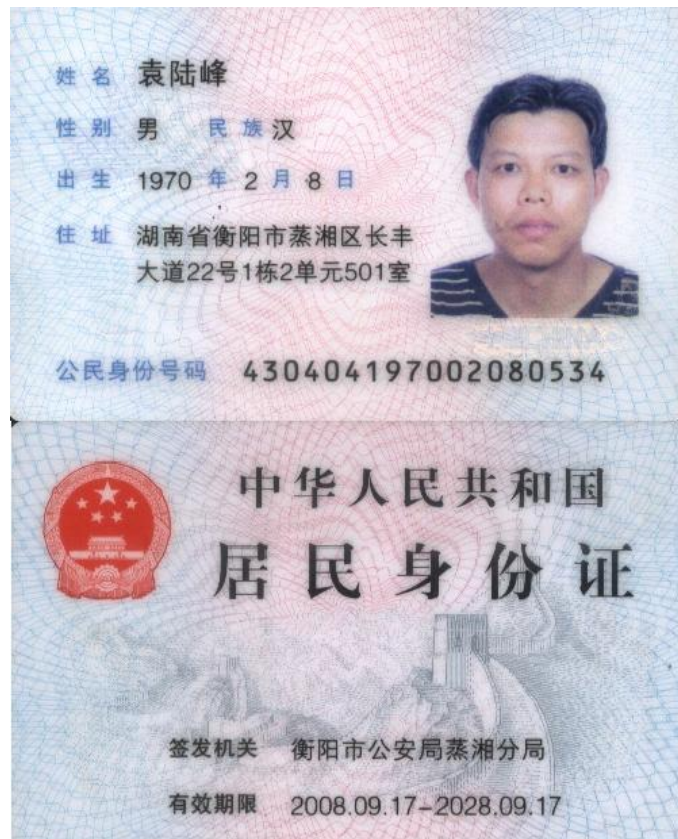 姓名 袁陆峰
性别 男 民族 汉
出生 1970 年 2 月 8 日
住址 湖南省衡阳市蒸湘区长丰
大道22号1栋2单元501室
公民身份号码 430404197002080534
中华人民共和国
居民身份证
签发机关 衡阳市公安局蒸湘分局
有效期限 2008.09.17-2028.09.17